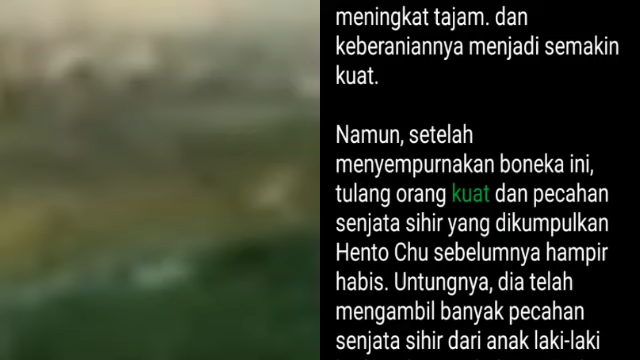 meningkat tajam. dan
keberaniannya menjadi semakin
kuat.
Namun, setelah
menyempurnakan boneka ini,
tulang orang kuat dan pecahan
senjata sihir yang dikumpulkan
Hento Chu sebelumnya hampir
habis. Untungnya, dia telah
mengambil banyak pecahan
senjata sihir dari anak laki-laki